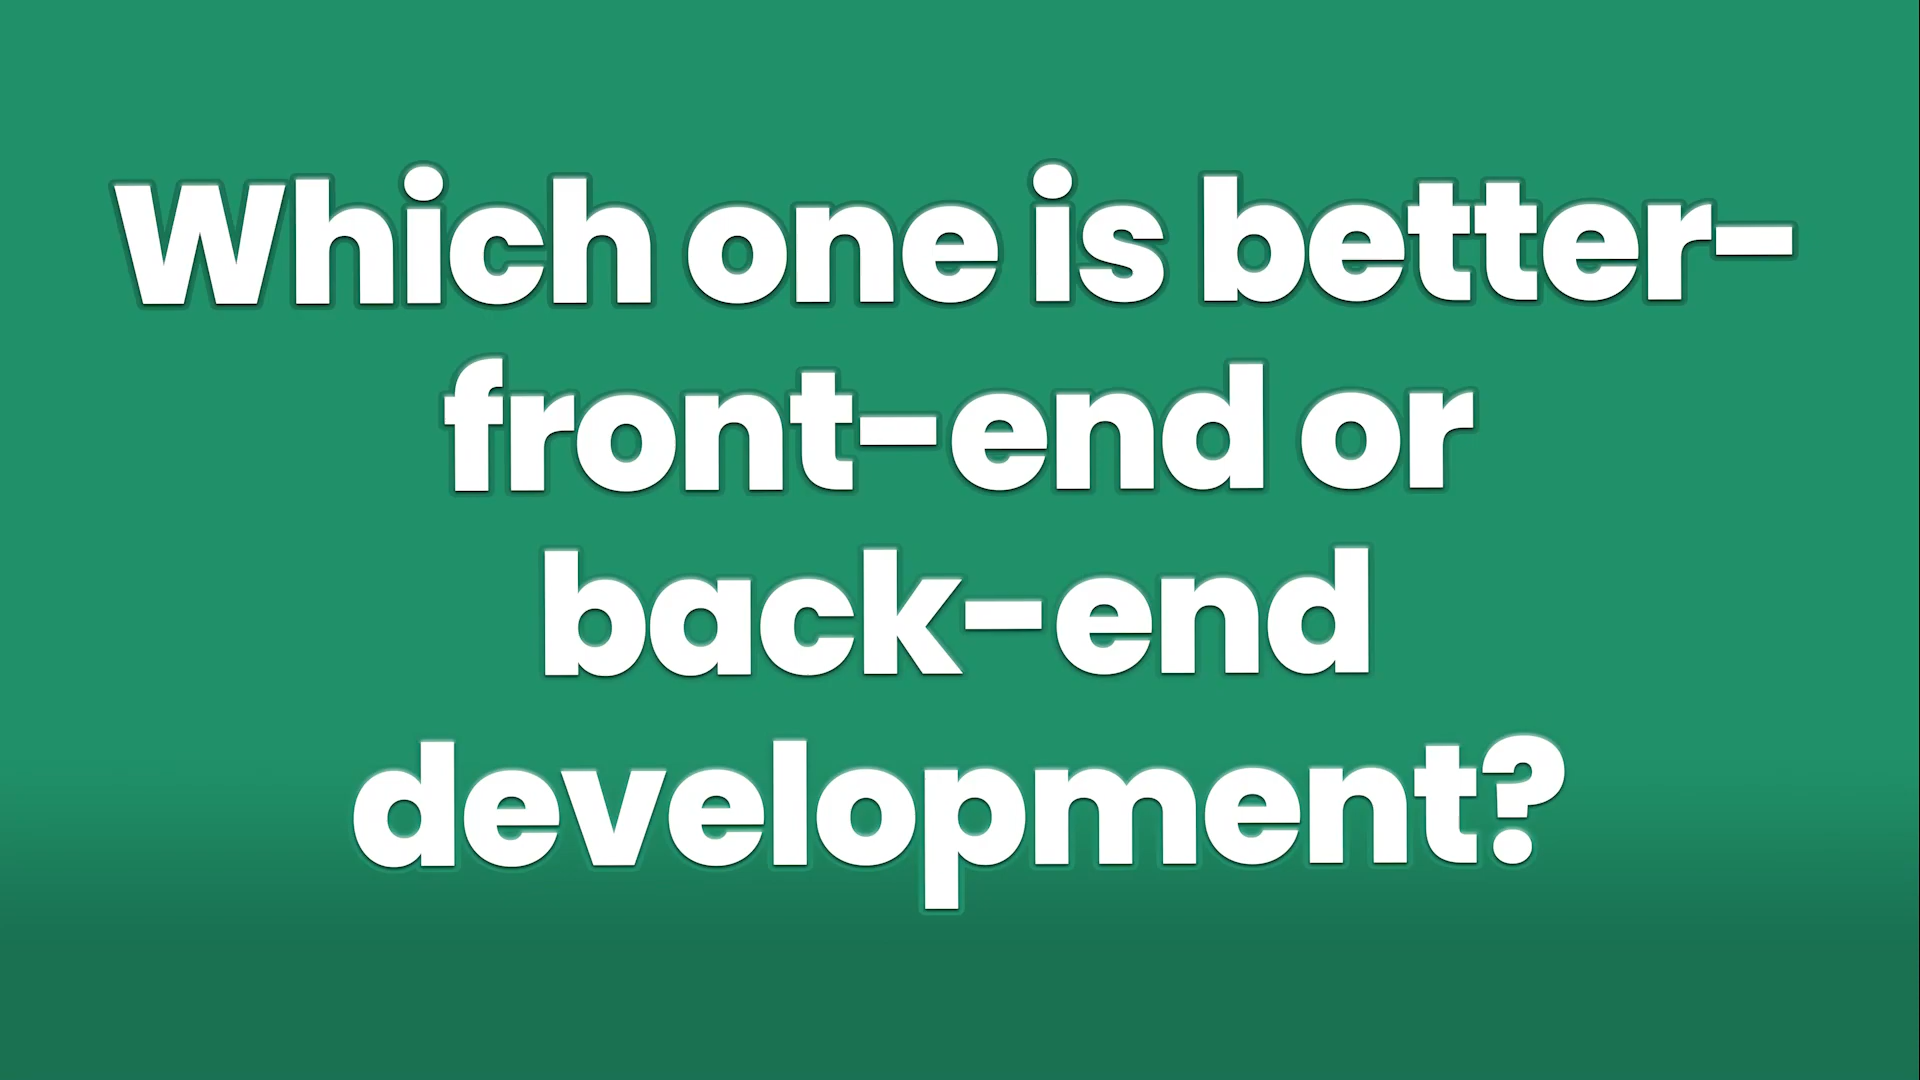 Which one is better-
front-end or
back-end
development?